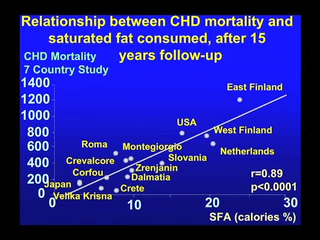 Relationship between CHD mortality and
saturated fat consumed, after 15
years follow-up
CHD Mortality
7 Country Study
1400
1200
1000
800
600
400
200
0
East Finland
USA
West Finland
Netherlands
Roma
Montegiorgio
Crevalcore
Slovania
Corfou
Zrenjanin
Dalmatia
Japan
Crete
Velika Krisna
r=0.89
p<0.0001
0
10
20
30
SFA (calories %)